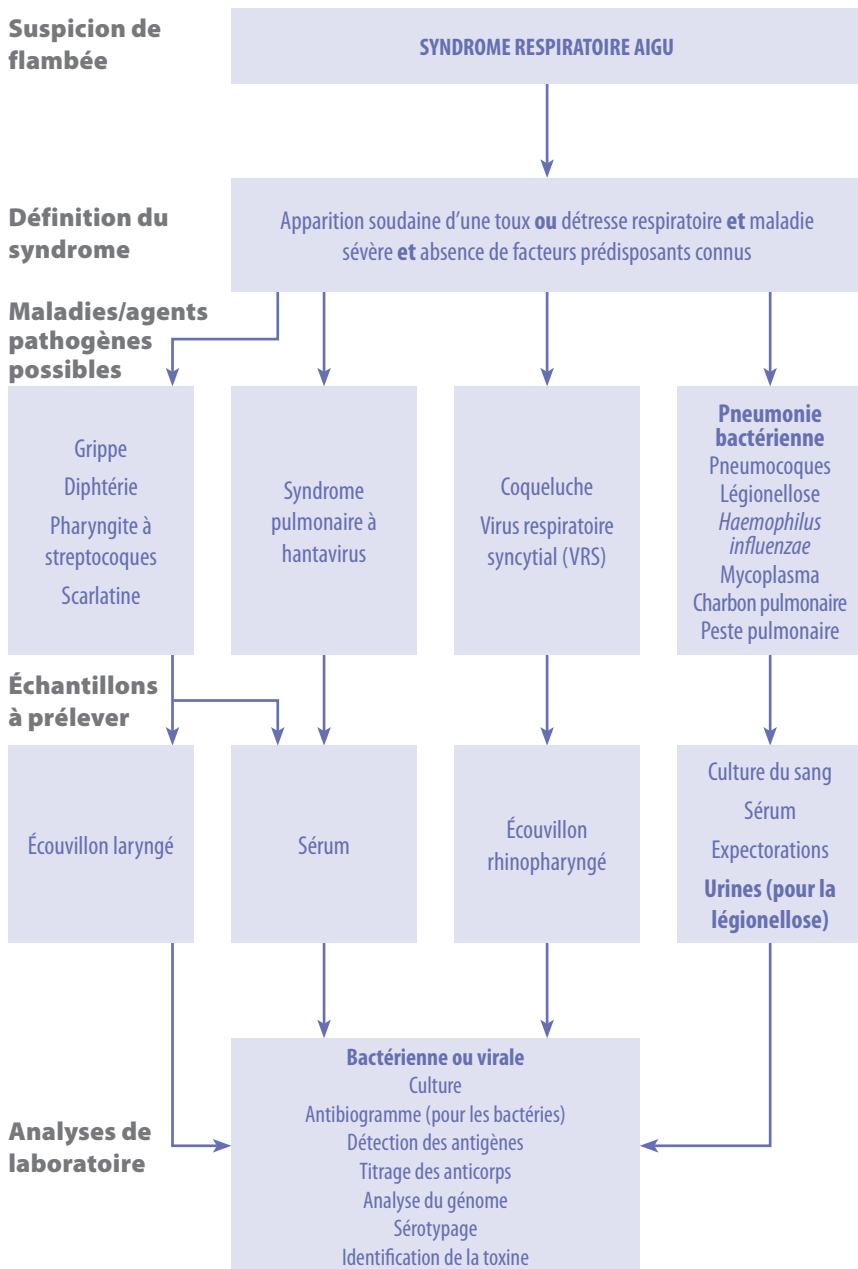 Suspicion de
flambée
SYNDROME RESPIRATOIRE AIGU
Définition du
syndrome
Apparition soudaine d’une toux ou détresse respiratoire et maladie
sévère et absence de facteurs prédisposants connus
Maladies/agents
pathogènes
possibles
Grippe
Diphtérie
Pharyngite à
streptocoques
Scarlatine
Syndrome
pulmonaire à
hantavirus
Coqueluche
Virus respiratoire
syncytial (VRS)
Pneumonie
bactérienne
Pneumocoques
Légionellose
Haemophilus
influenzae
Mycoplasma
Charbon pulmonaire
Peste pulmonaire
Échantillons
à prélever
Écouvillon laryngé
Sérum
Écouvillon
rhinopharyngé
Culture du sang
Sérum
Expectorations
Urines (pour la
légionellose)
Analyses de
laboratoire
Bactérienne ou virale
Culture
Antibiogramme (pour les bactéries)
Détection des antigènes
Titrage des anticorps
Analyse du génome
Sérotypage
Identification de la toxine